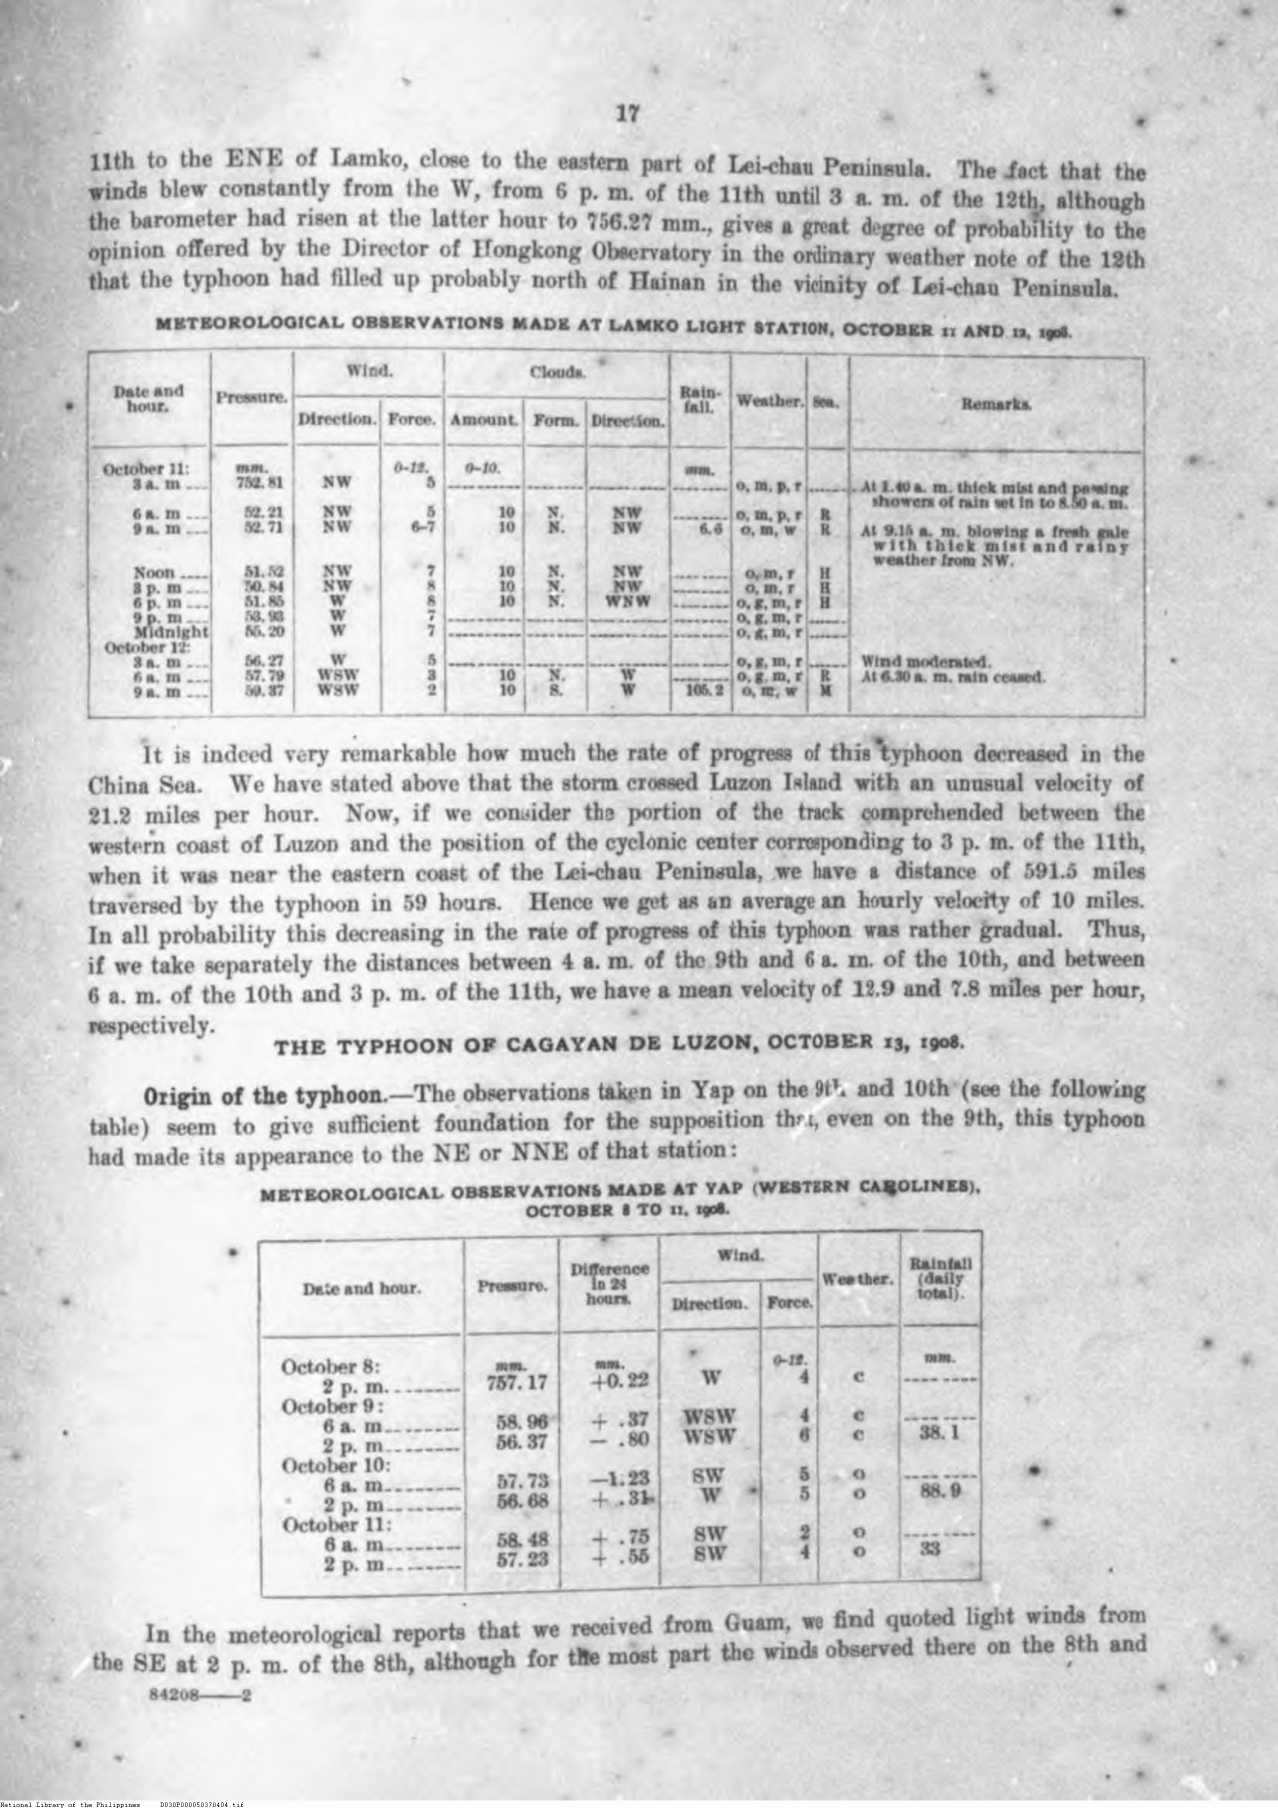 17
11th to the ENE of Lamko, close to the eastern part of Lei-chau Peninsula. The fact that the
winds blew constantly from the W, from 6 p. m. of the 11th until 3 a. m. of the 12th, although
the barometer had risen at the latter hour to 756.27 mm., gives a great degree of probability to the
opinion offered by the Director of Hongkong Observatory in the ordinary weather note of the 12th
that the typhoon had filled up probably north of Hainan in the vicinity of Lei-chau Peninsula.
METEOROLOGICAL OBSERVATIONS MADE AT LAMKO LIGHT STATION, OCTOBER 11 AND 12, 1908.
Date and hour. Pressure. Wind. Clouds. Rain-fall. Weather. Sea. Remarks.
Direction. Force. Amount. Form. Direction.
October 11: mm. 0-12. 0-10. mm.
3 a. m. 752.81 NW 5 o, m, p, r At 1.40 a. m. thick mist and passing showers of rain set in to 8.50 a. m.
6 a. m. 52.21 NW 5 10 N. NW o, m, p, r R
9 a. m. 52.71 NW 6-7 10 N. NW 6.6 o, m, w R At 9.15 a. m. blowing a fresh gale with thick mist and rainy weather from NW.
Noon 51.52 NW 7 10 N. NW o, m, r H
3 p. m. 50.84 NW 8 10 N. NW o, m, r H
6 p. m. 51.85 W 8 10 N. WNW o, g, m, r H
9 p. m. 53.93 W 7 o, g, m, r
Midnight 55.20 W 7 o, g, m, r
October 12:
3 a. m. 56.27 W 5 o, g, m, r Wind moderated.
6 a. m. 57.79 WSW 3 10 N. W o, g, m, r R At 6.30 a. m. rain ceased.
9 a. m. 59.37 WSW 2 10 S. W 105.2 o, m, w M
It is indeed very remarkable how much the rate of progress of this typhoon decreased in the
China Sea. We have stated above that the storm crossed Luzon Island with an unusual velocity of
21.2 miles per hour. Now, if we consider the portion of the track comprehended between the
western coast of Luzon and the position of the cyclonic center corresponding to 3 p. m. of the 11th,
when it was near the eastern coast of the Lei-chau Peninsula, we have a distance of 591.5 miles
traversed by the typhoon in 59 hours. Hence we get as an average an hourly velocity of 10 miles.
In all probability this decreasing in the rate of progress of this typhoon was rather gradual. Thus,
if we take separately the distances between 4 a. m. of the 9th and 6 a. m. of the 10th, and between
6 a. m. of the 10th and 3 p. m. of the 11th, we have a mean velocity of 12.9 and 7.8 miles per hour,
respectively.
THE TYPHOON OF CAGAYAN DE LUZON, OCTOBER 13, 1908.
Origin of the typhoon.—The observations taken in Yap on the 9th and 10th (see the following
table) seem to give sufficient foundation for the supposition that, even on the 9th, this typhoon
had made its appearance to the NE or NNE of that station:
METEOROLOGICAL OBSERVATIONS MADE AT YAP (WESTERN CAROLINES),
OCTOBER 8 TO 11, 1908.
Date and hour. Pressure. Difference in 24 hours. Wind. Weather. Rainfall (daily total).
Direction. Force.
October 8: mm. mm. 0-12. mm.
2 p. m. 757.17 +0.22 W 4 c
October 9:
6 a. m. 58.96 + .37 WSW 4 c
2 p. m. 56.37 — .80 WSW 6 c 38.1
October 10:
6 a. m. 57.73 —1.23 SW 5 o
2 p. m. 56.68 + .31 W 5 o 88.9
October 11:
6 a. m. 58.48 + .75 SW 2 o
2 p. m. 57.23 + .55 SW 4 o 33
In the meteorological reports that we received from Guam, we find quoted light winds from
the SE at 2 p. m. of the 8th, although for the most part the winds observed there on the 8th and
84208——2
National Library of the Philippines D030P000050370404.tif